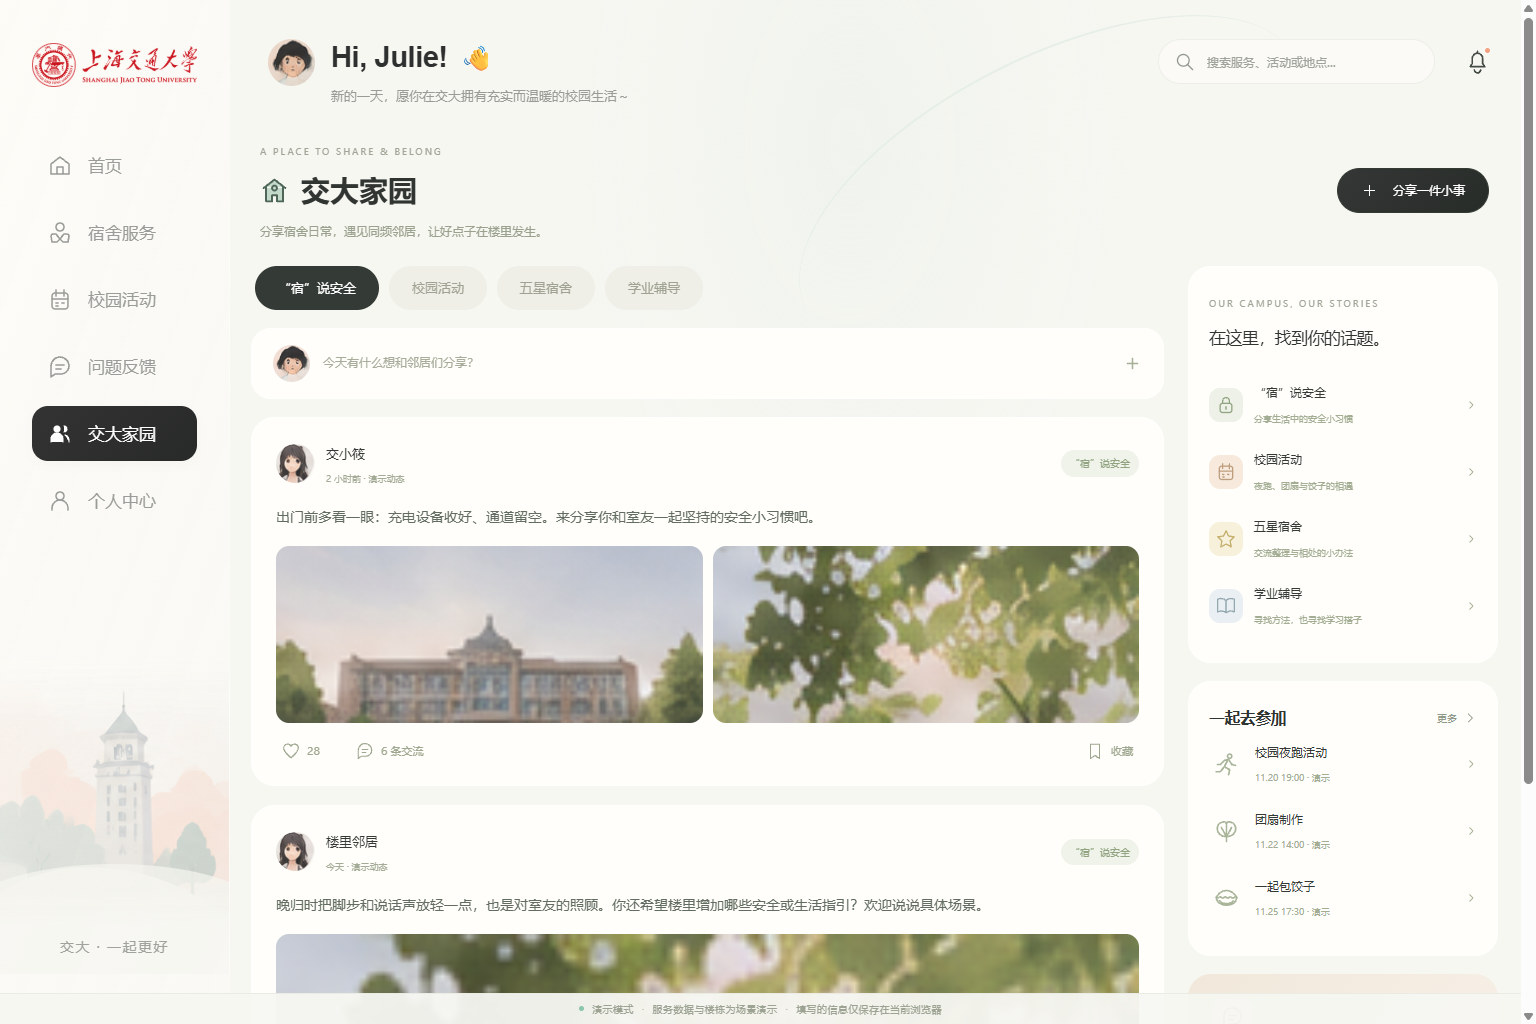 上海交通大学
SHANGHAI JIAO TONG UNIVERSITY
首页
宿舍服务
校园活动
问题反馈
交大家园
个人中心
交大 · 一起更好
Hi, Julie! 👋
新的一天，愿你在交大拥有充实而温暖的校园生活～
搜索服务、活动或地点...
A PLACE TO SHARE & BELONG
交大家园
分享宿舍日常，遇见同频邻居，让好点子在楼里发生。
分享一件小事
“宿”说安全
校园活动
五星宿舍
学业辅导
今天有什么想和邻居们分享？
交小筱
2 小时前 · 演示动态
“宿”说安全
出门前多看一眼：充电设备收好、通道留空。来分享你和室友一起坚持的安全小习惯吧。
28
6 条交流
收藏
楼里邻居
今天 · 演示动态
“宿”说安全
晚归时把脚步和说话声放轻一点，也是对室友的照顾。你还希望楼里增加哪些安全或生活指引？欢迎说说具体场景。
OUR CAMPUS, OUR STORIES
在这里，找到你的话题。
“宿”说安全
分享生活中的安全小习惯
校园活动
夜跑、团扇与饺子的相遇
五星宿舍
交流整理与相处的小办法
学业辅导
寻找方法，也寻找学习搭子
一起去参加
更多
校园夜跑活动
11.20 19:00 · 演示
团扇制作
11.22 14:00 · 演示
一起包饺子
11.25 17:30 · 演示
演示模式 · 服务数据与楼栋为场景演示 · 填写的信息仅保存在当前浏览器